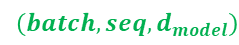 (batch, seq, d_model)